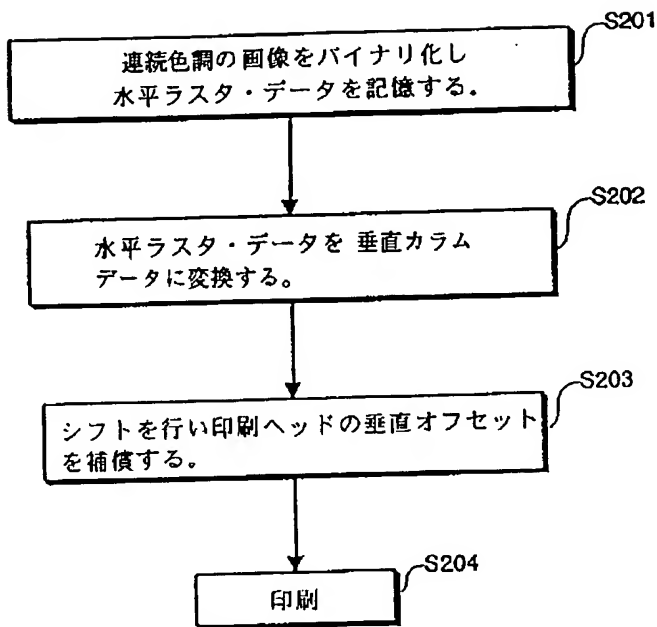 S201
連続色調の画像をバイナリ化し
水平ラスタ・データを記憶する.
S202
水平ラスタ・データを 垂直カラム
データに変換する。
S203
シフトを行い印刷ヘッドの垂直オフセット
を補償する。
S204
印刷